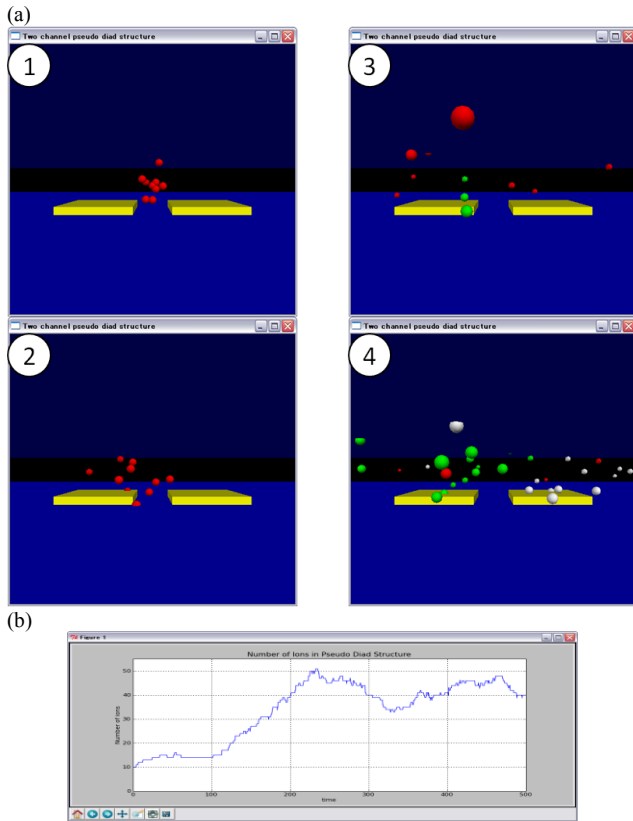 (a)
Two channel pseudo diad structure
1
Two channel pseudo diad structure
3
Two channel pseudo diad structure
2
Two channel pseudo diad structure
4
(b)
Figure 1
Number of Ions in Pseudo Diad Structure
50
40
30
20
10
0
Number of Ions
0 100 200 300 400 500
time